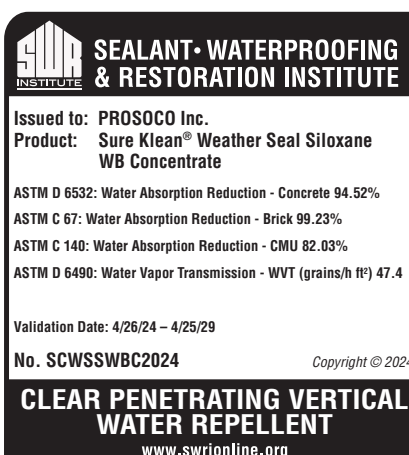 SWR
INSTITUTE
SEALANT• WATERPROOFING
& RESTORATION INSTITUTE
Issued to: PROSOCO Inc.
Product: Sure Klean® Weather Seal Siloxane
WB Concentrate
ASTM D 6532: Water Absorption Reduction - Concrete 94.52%
ASTM C 67: Water Absorption Reduction - Brick 99.23%
ASTM C 140: Water Absorption Reduction - CMU 82.03%
ASTM D 6490: Water Vapor Transmission - WVT (grains/h ft²) 47.4
Validation Date: 4/26/24 – 4/25/29
No. SCWSSWBC2024 Copyright © 2024
CLEAR PENETRATING VERTICAL
WATER REPELLENT
www.swrionline.org